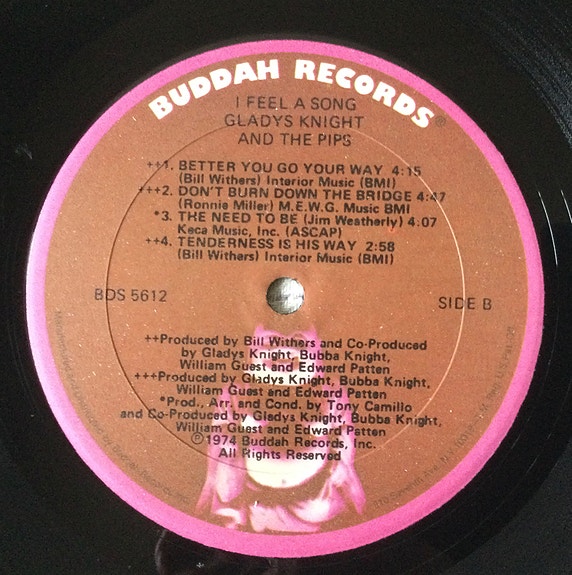 BUDDAH RECORDS®
I FEEL A SONG
GLADYS KNIGHT
AND THE PIPS
++1. BETTER YOU GO YOUR WAY 4:15
(Bill Withers) Interior Music (BMI)
+++2. DON'T BURN DOWN THE BRIDGE 4:47
(Ronnie Miller) M.E.W.G. Music BMI
*3. THE NEED TO BE (Jim Weatherly) 4:07
Keca Music, Inc. (ASCAP)
++4. TENDERNESS IS HIS WAY 2:58
(Bill Withers) Interior Music (BMI)
BDS 5612
SIDE B
++Produced by Bill Withers and Co-Produced
by Gladys Knight, Bubba Knight,
William Guest and Edward Patten
+++Produced by Gladys Knight, Bubba Knight,
William Guest and Edward Patten
*Prod., Arr. and Cond. by Tony Camillo
and Co-Produced by Gladys Knight, Bubba Knight,
William Guest and Edward Patten
Ⓟ1974 Buddah Records, Inc.
All Rights Reserved